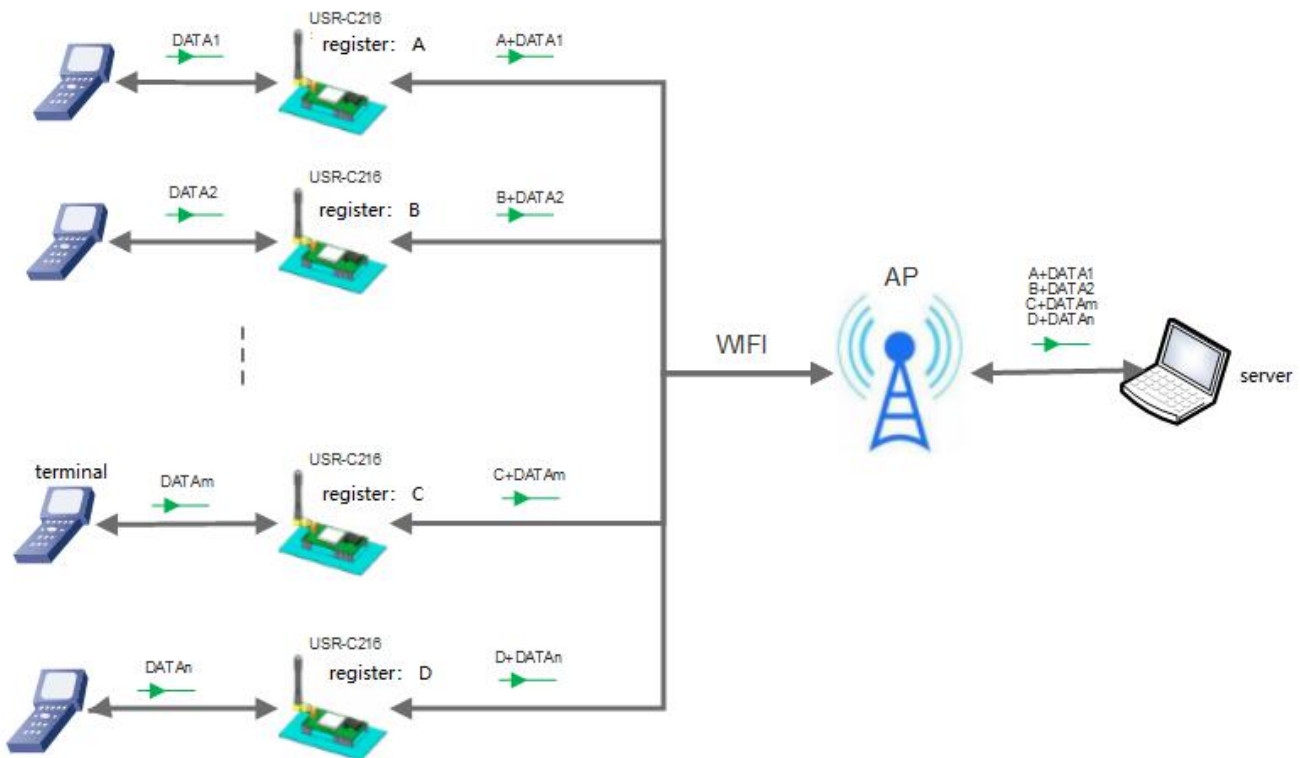 USR-C216
DATA1
register: A
A+DATA1
USR-C216
DATA2
register: B
B+DATA2
AP
A+DATA1
B+DATA2
C+DATAm
D+DATAn
WIFI
server
terminal
USR-C216
DATAm
register: C
C+DATAm
USR-C216
DATAn
register: D
D+DATAn